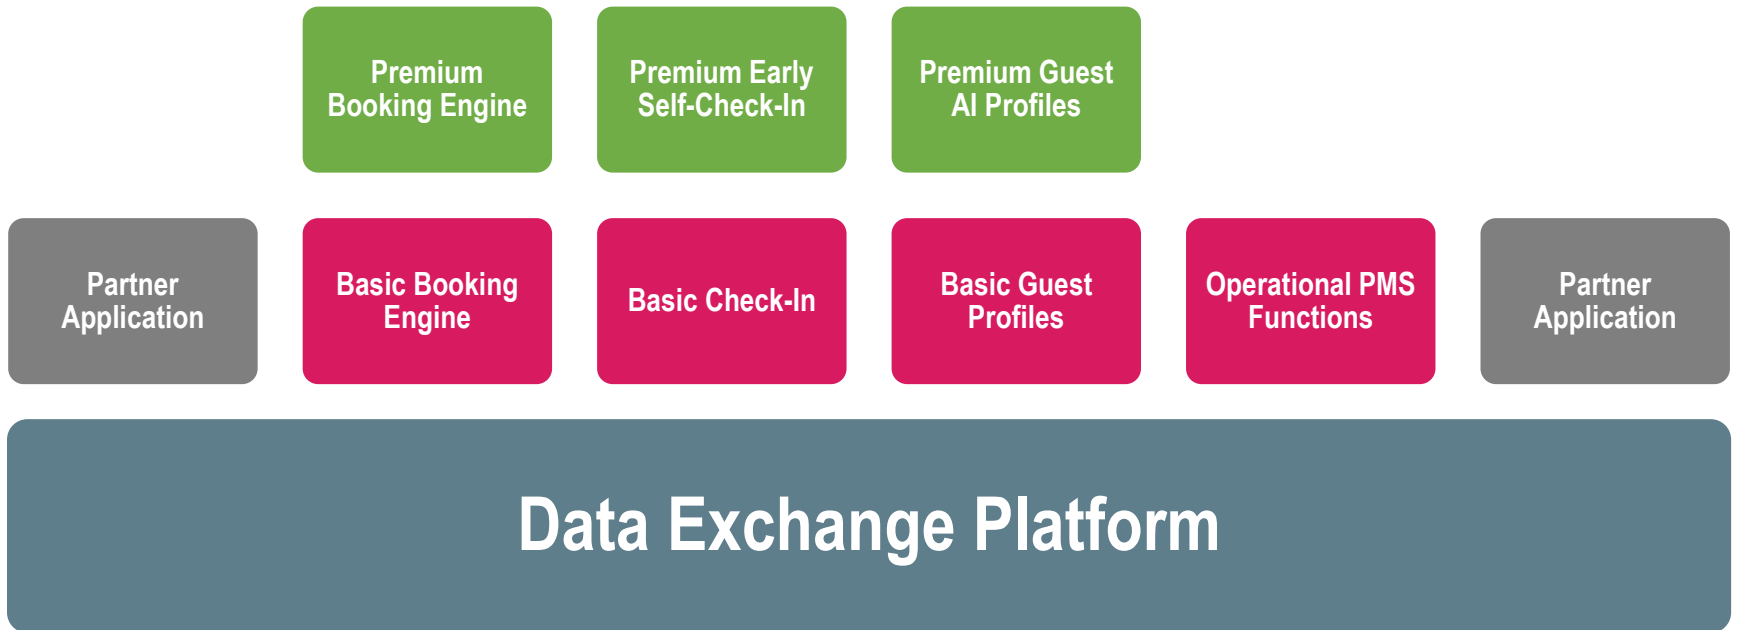 Premium
Booking Engine
Premium Early
Self-Check-In
Premium Guest
AI Profiles
Partner
Application
Basic Booking
Engine
Basic Check-In
Basic Guest
Profiles
Operational PMS
Functions
Partner
Application
Data Exchange Platform